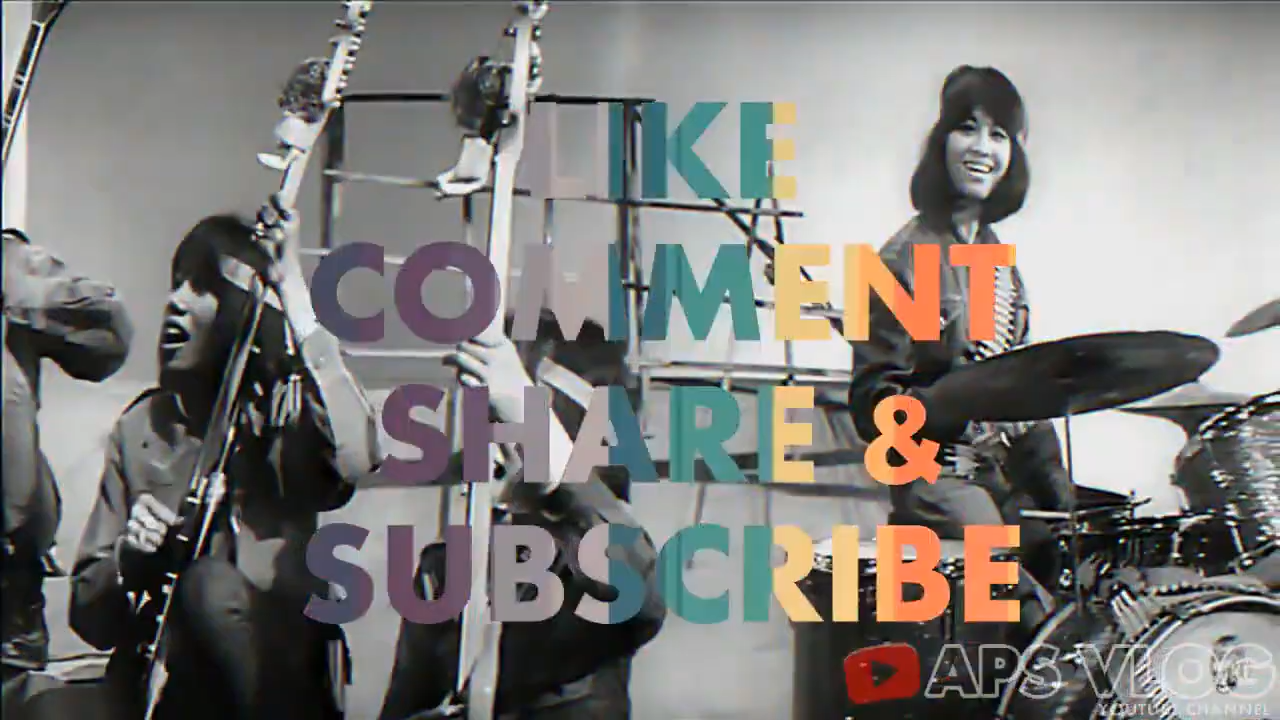 LIKE
COMMENT
SHARE &
SUBSCRIBE
APS VLOG
YOUTUBE CHANNEL